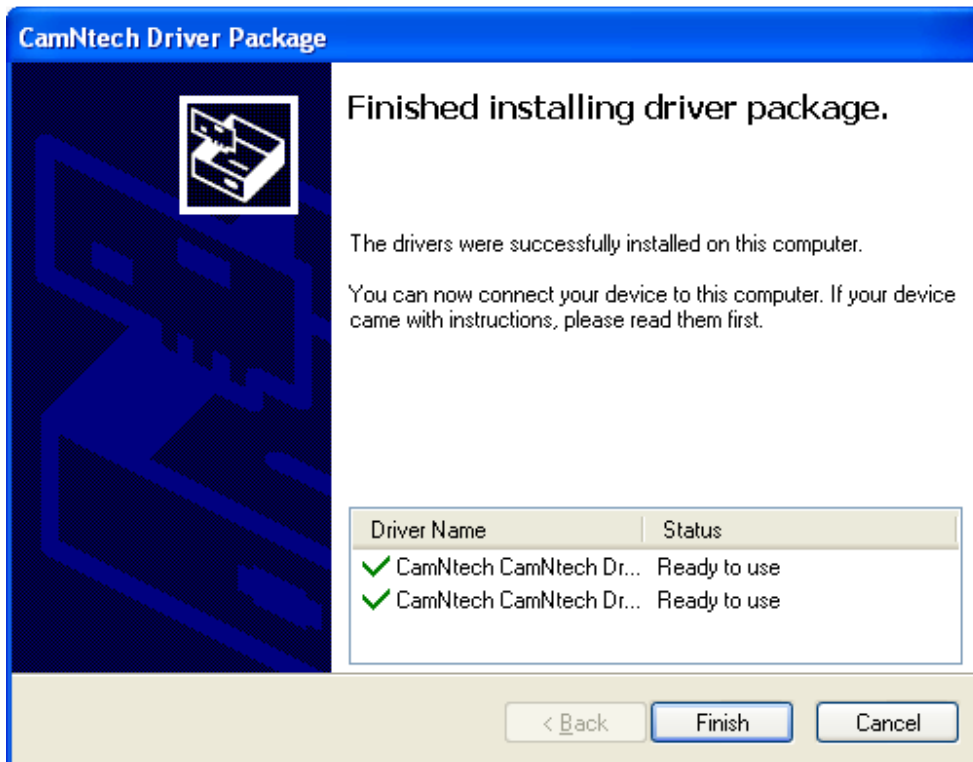 CamNtech Driver Package
Finished installing driver package.
The drivers were successfully installed on this computer.
You can now connect your device to this computer. If your device
came with instructions, please read them first.
Driver Name Status
CamNtech CamNtech Dr... Ready to use
CamNtech CamNtech Dr... Ready to use
< Back Finish Cancel